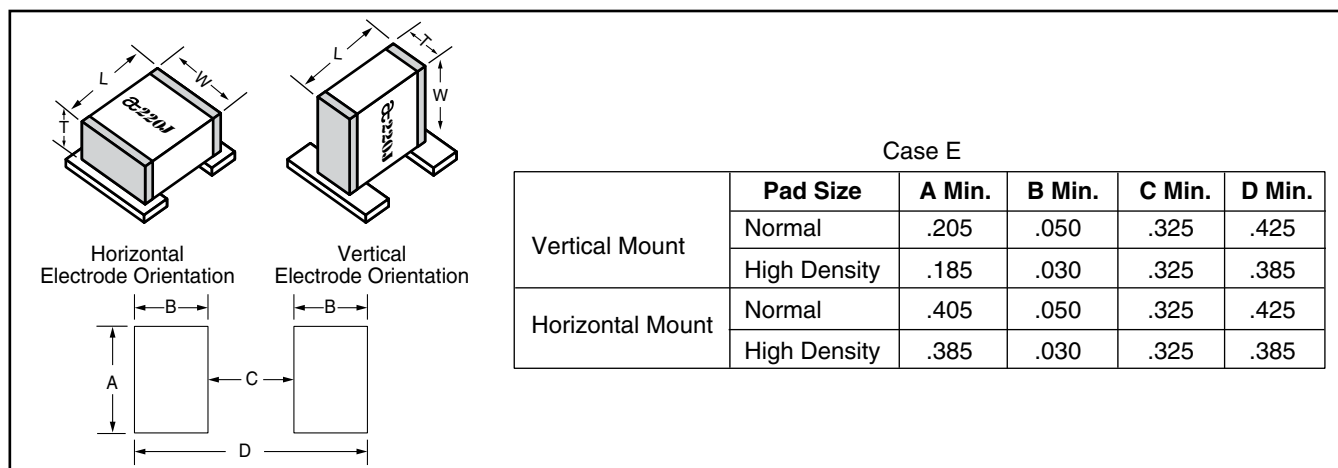 L
W
T
æ220J
L
T
W
æ220J
Horizontal
Electrode Orientation
Vertical
Electrode Orientation
B
B
A
C
D
Case E
Pad Size A Min. B Min. C Min. D Min.
Vertical Mount
Normal .205 .050 .325 .425
High Density .185 .030 .325 .385
Horizontal Mount
Normal .405 .050 .325 .425
High Density .385 .030 .325 .385